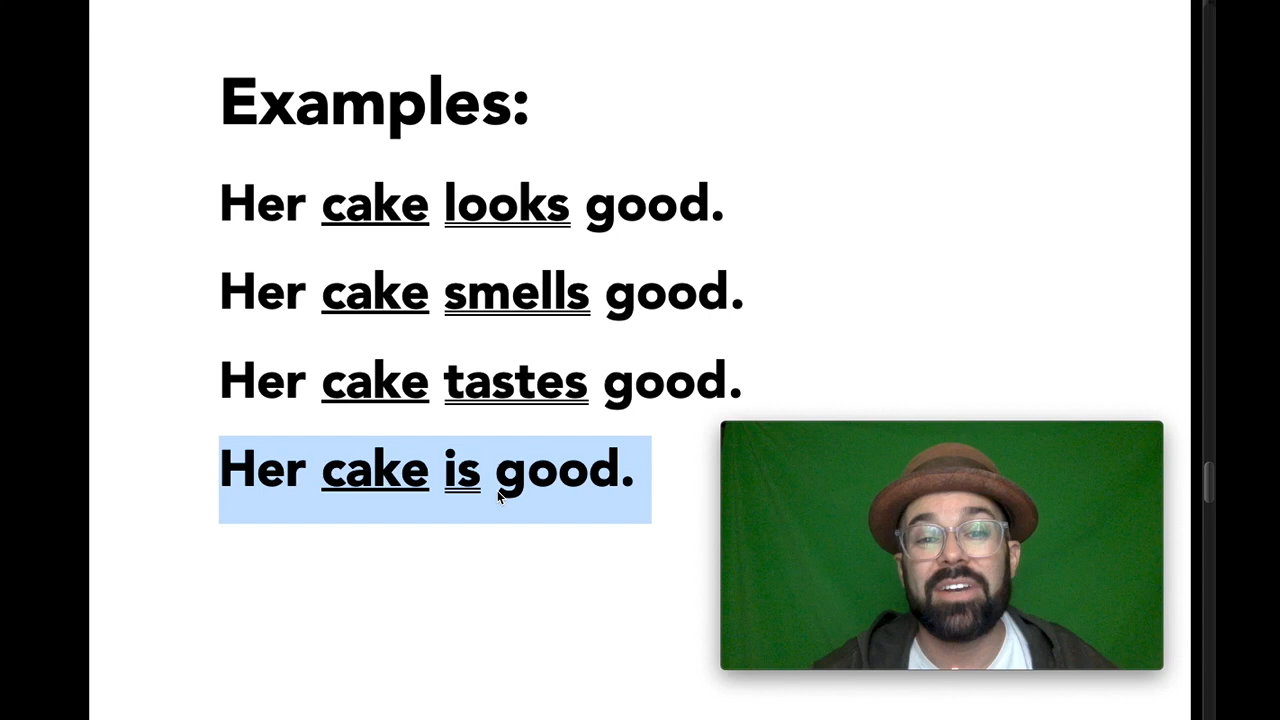 Examples:
Her cake looks good.
Her cake smells good.
Her cake tastes good.
Her cake is good.